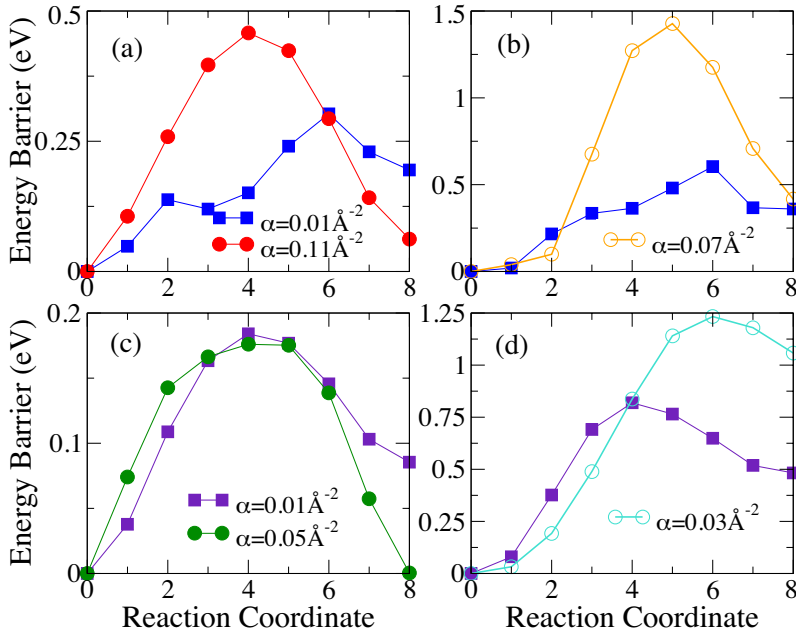 (a)
(b)
Energy Barrier (eV)
0.5
0.25
0
1.5
1
0.5
0
α=0.01Å⁻²
α=0.11Å⁻²
α=0.07Å⁻²
0 2 4 6 8
0 2 4 6 8
(c)
(d)
Energy Barrier (eV)
0.2
0.1
0
1.25
1
0.75
0.5
0.25
0
α=0.01Å⁻²
α=0.05Å⁻²
α=0.03Å⁻²
0 2 4 6 8
0 2 4 6 8
Reaction Coordinate
Reaction Coordinate